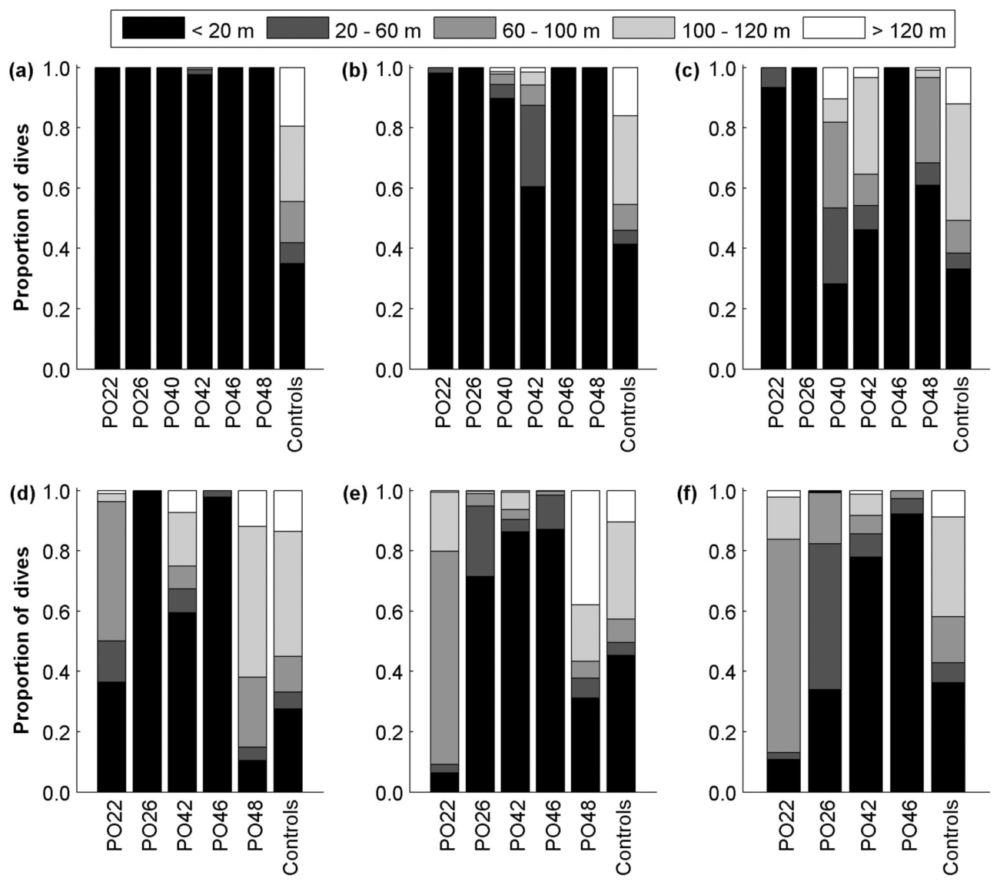 < 20 m 20 - 60 m 60 - 100 m 100 - 120 m > 120 m
(a) (b) (c)
Proportion of dives
1.0 0.8 0.6 0.4 0.2 0.0
PO22 PO26 PO40 PO42 PO46 PO48 Controls
1.0 0.8 0.6 0.4 0.2 0.0
PO22 PO26 PO40 PO42 PO46 PO48 Controls
1.0 0.8 0.6 0.4 0.2 0.0
PO22 PO26 PO40 PO42 PO46 PO48 Controls
(d) (e) (f)
Proportion of dives
1.0 0.8 0.6 0.4 0.2 0.0
PO22 PO26 PO42 PO46 PO48 Controls
1.0 0.8 0.6 0.4 0.2 0.0
PO22 PO26 PO42 PO46 PO48 Controls
1.0 0.8 0.6 0.4 0.2 0.0
PO22 PO26 PO42 PO46 Controls